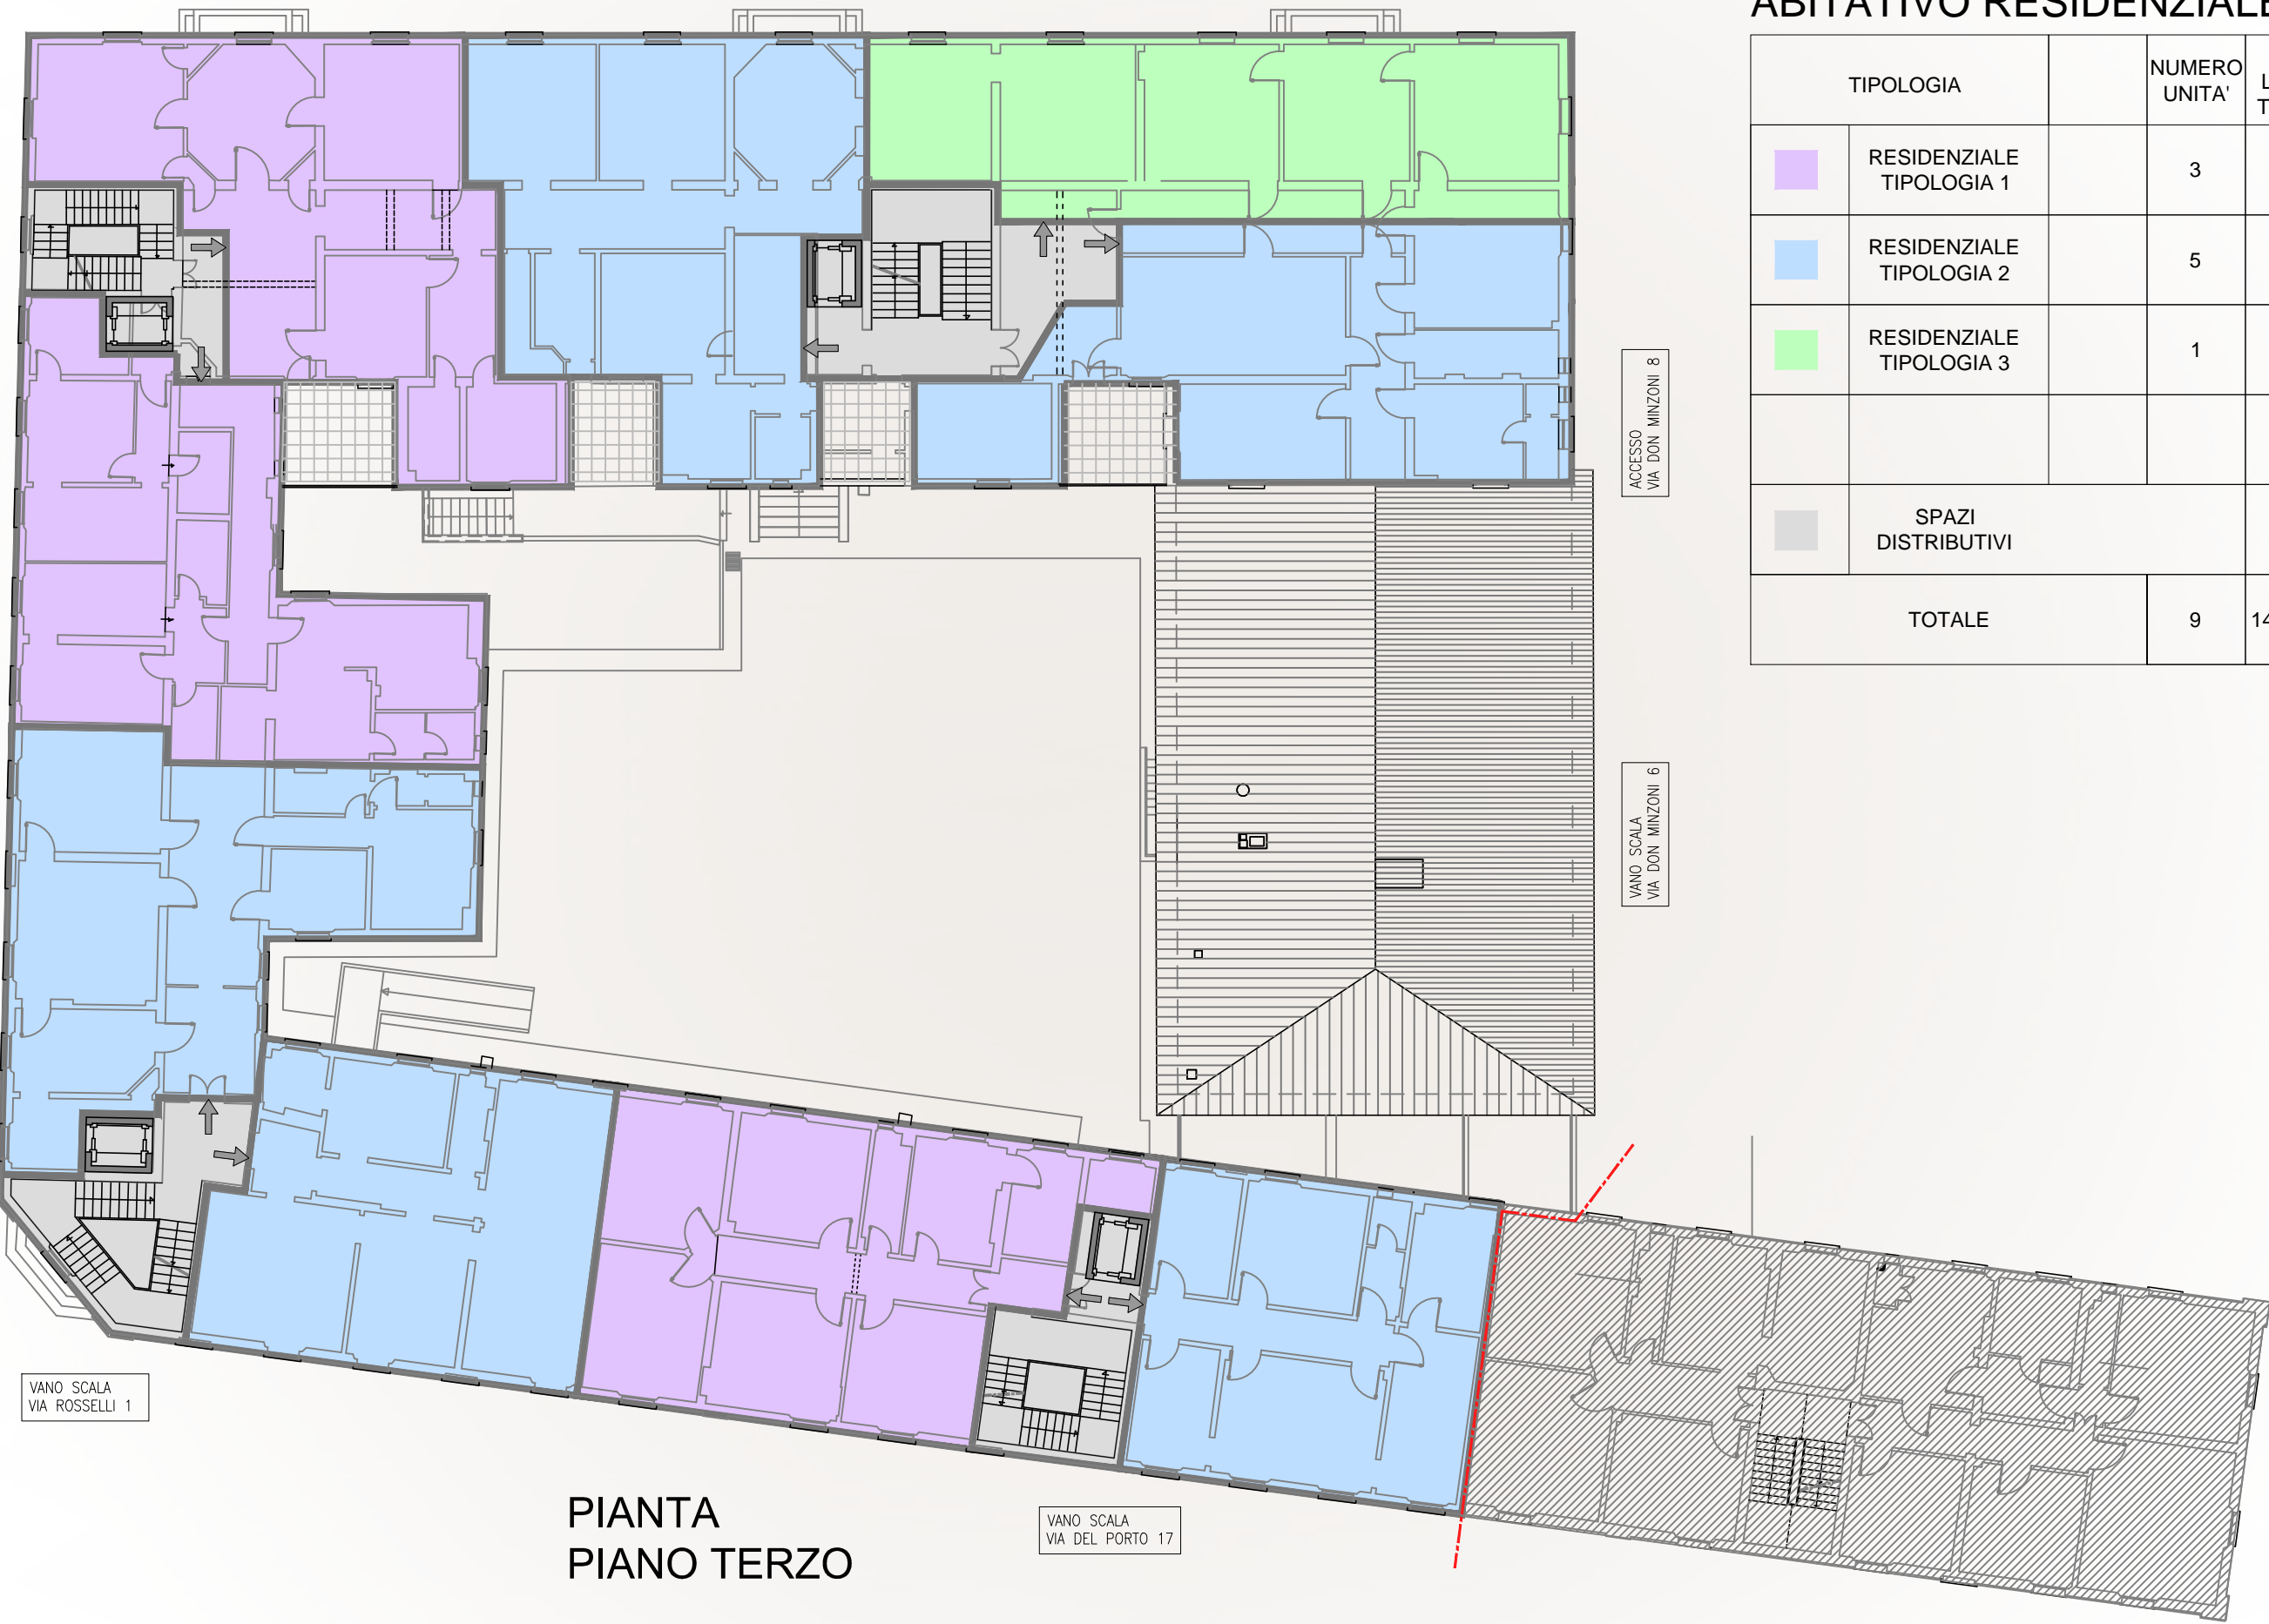 ABITATIVO RESIDENZIALE
TIPOLOGIA
NUMERO
UNITA'
RESIDENZIALE
TIPOLOGIA 1
3
RESIDENZIALE
TIPOLOGIA 2
5
RESIDENZIALE
TIPOLOGIA 3
1
SPAZI
DISTRIBUTIVI
TOTALE
9
14
ACCESSO
VIA DON MINZONI 8
VANO SCALA
VIA DON MINZONI 6
VANO SCALA
VIA ROSSELLI 1
PIANTA
PIANO TERZO
VANO SCALA
VIA DEL PORTO 17